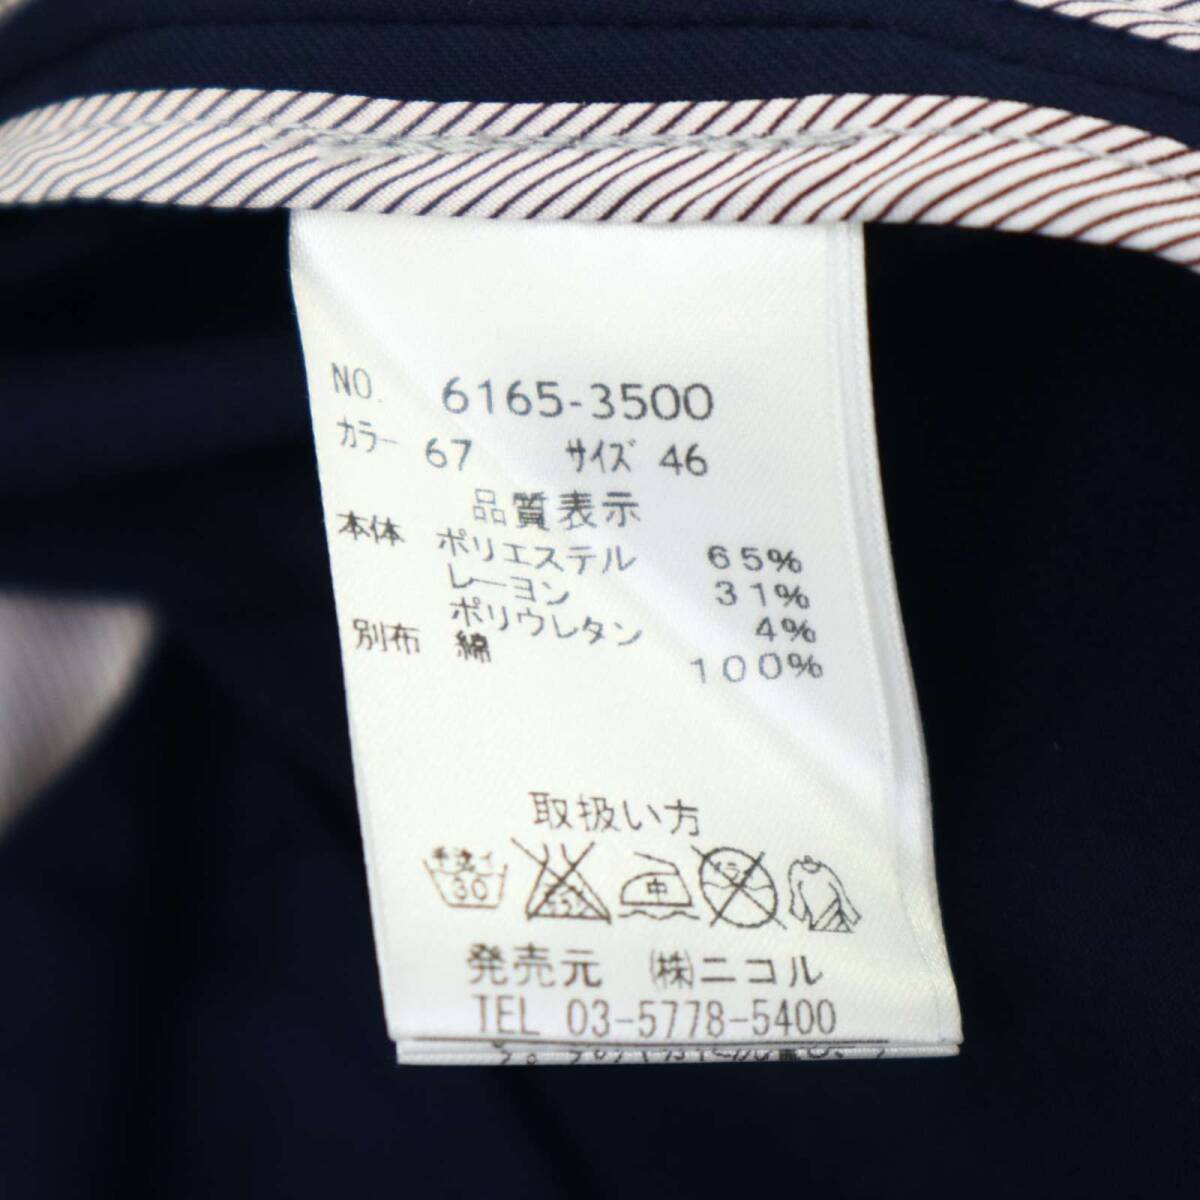 NO. 6165-3500
カラー 67 サイズ 46
品質表示
本体 ポリエステル 65%
レーヨン 31%
ポリウレタン 4%
別布 綿 100%
取扱い方
手洗イ 30 中
発売元 ㈱ニコル
TEL 03-5778-5400